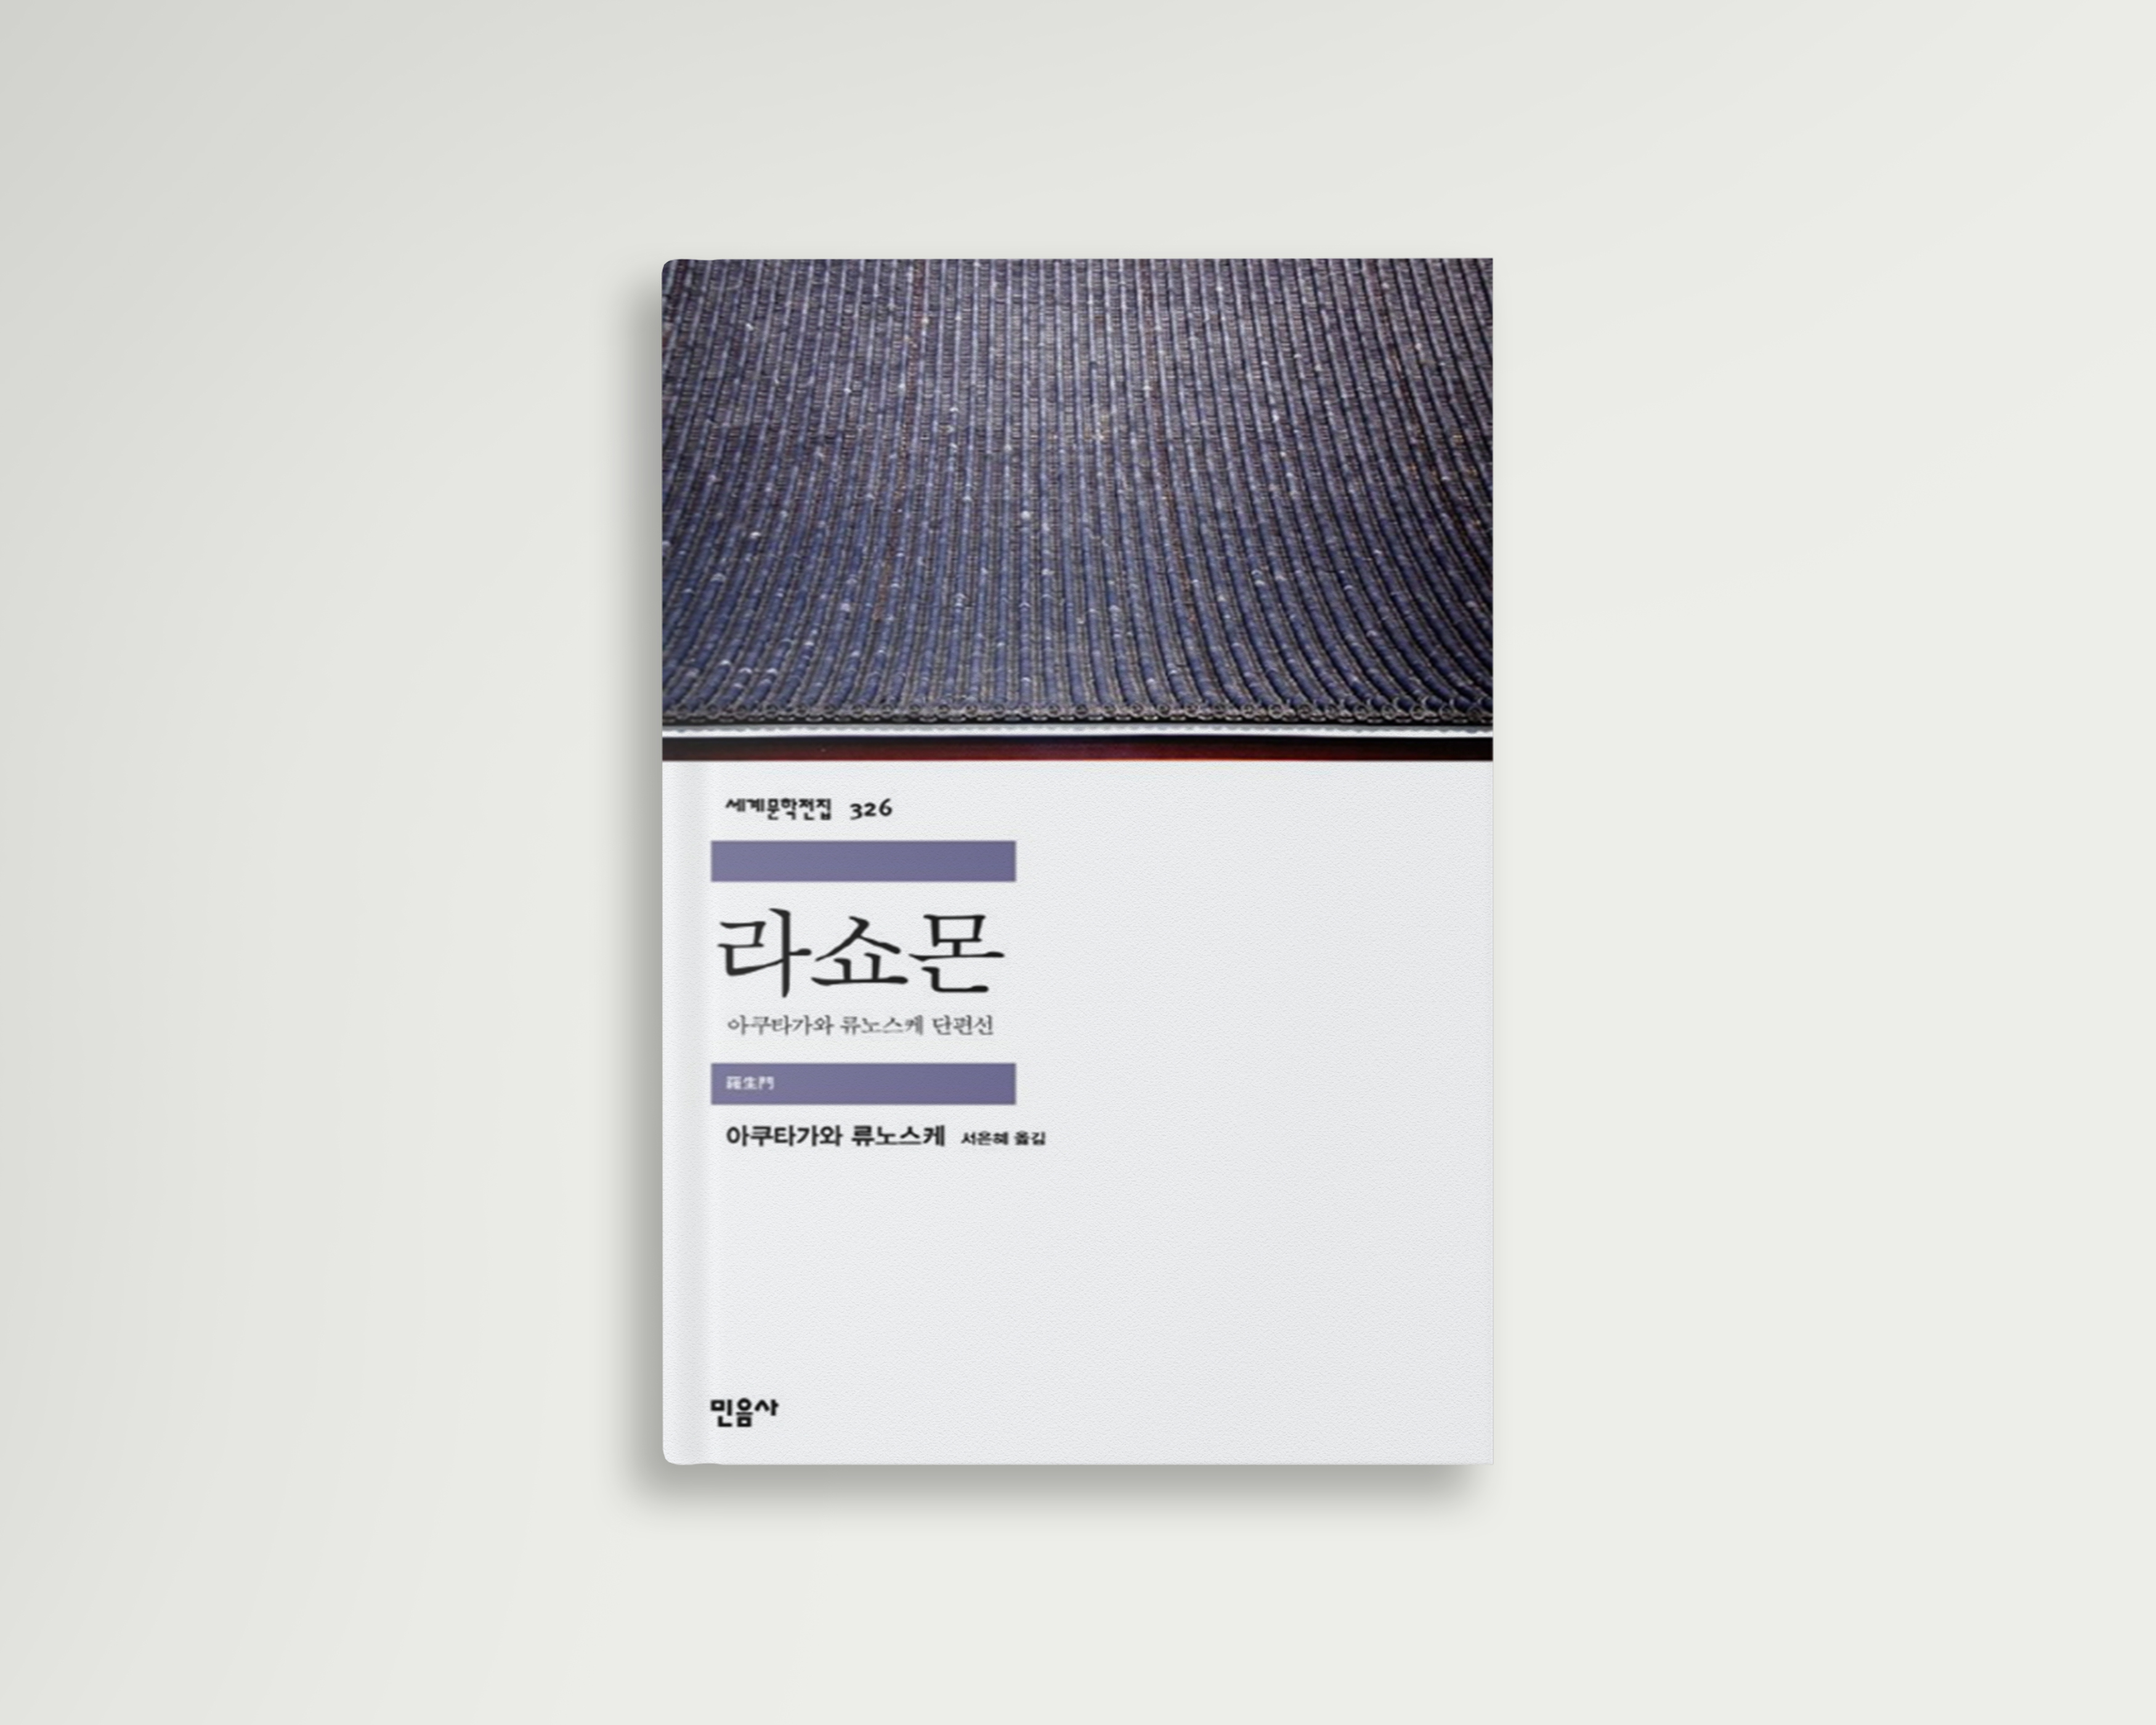 세계문학전집 326
라쇼몬
아쿠타가와 류노스케 단편선
羅生門
아쿠타가와 류노스케 서은혜 옮김
민음사